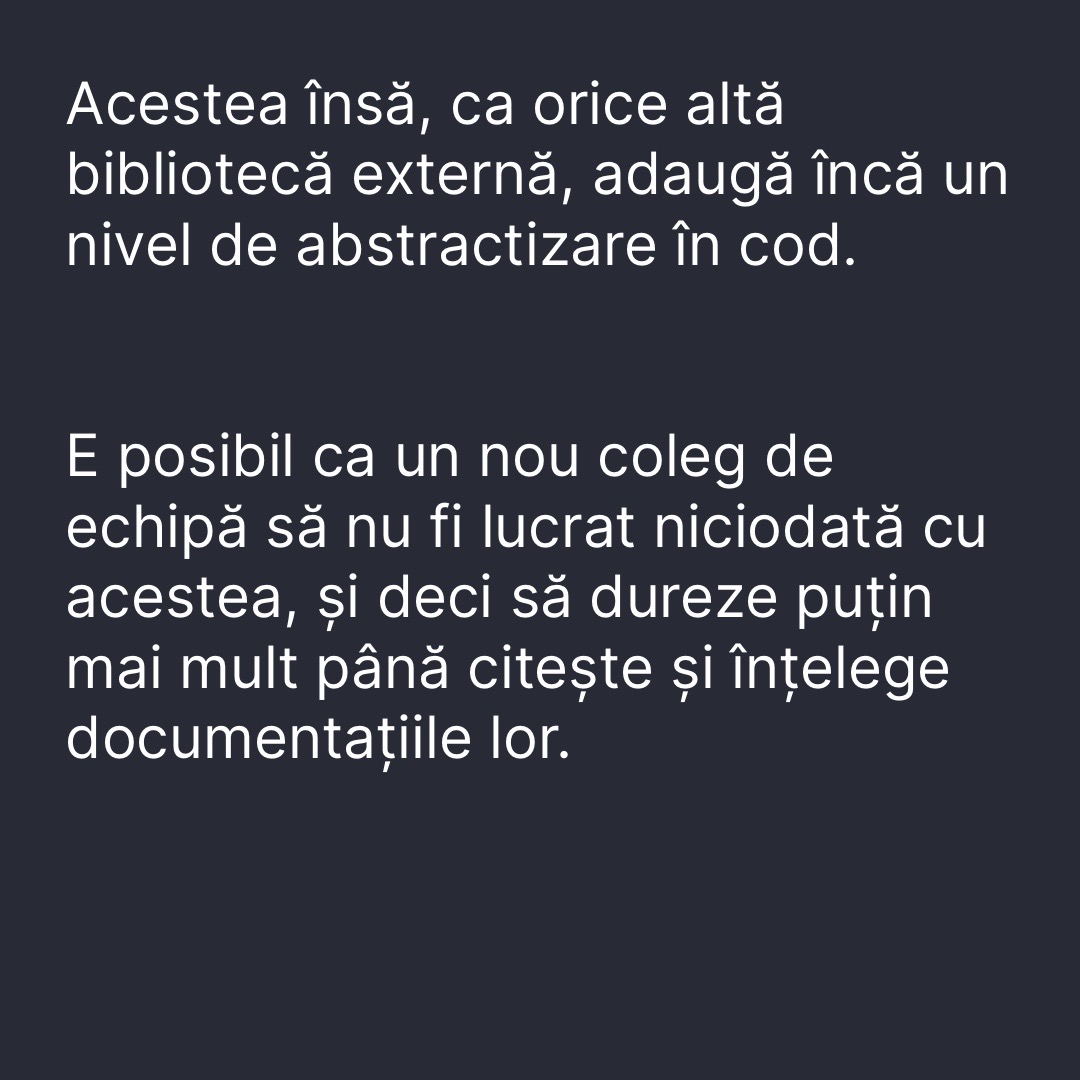 Acestea însă, ca orice altă
bibliotecă externă, adaugă încă un
nivel de abstractizare în cod.
E posibil ca un nou coleg de
echipă să nu fi lucrat niciodată cu
acestea, și deci să dureze puțin
mai mult până citește și înțelege
documentațiile lor.